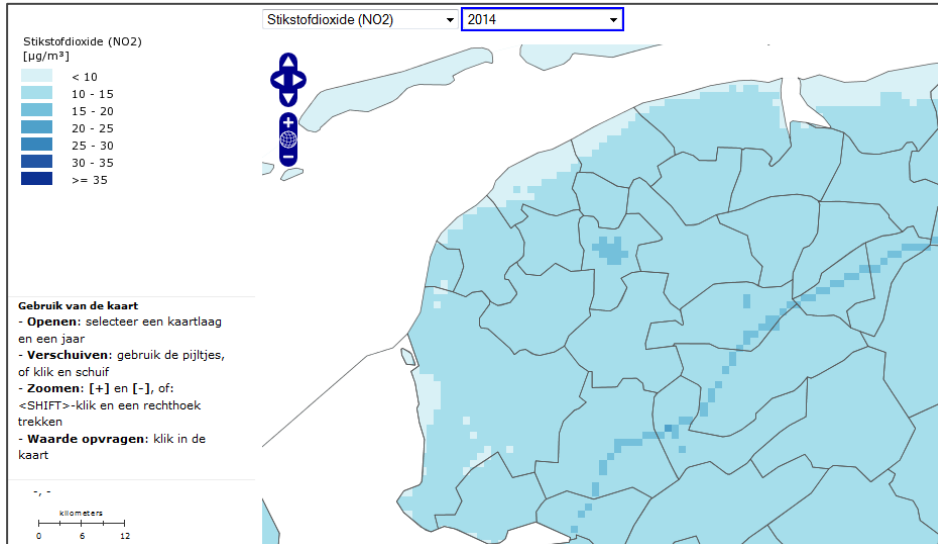 Stikstofdioxide (NO2)
2014
Stikstofdioxide (NO2)
[µg/m³]
< 10
10 - 15
15 - 20
20 - 25
25 - 30
30 - 35
>= 35
Gebruik van de kaart
- Openen: selecteer een kaartlaag
en een jaar
- Verschuiven: gebruik de pijltjes,
of klik en schuif
- Zoomen: [+] en [-], of:
<SHIFT>-klik en een rechthoek
trekken
- Waarde opvragen: klik in de
kaart
-, -
kilometers
0 6 12